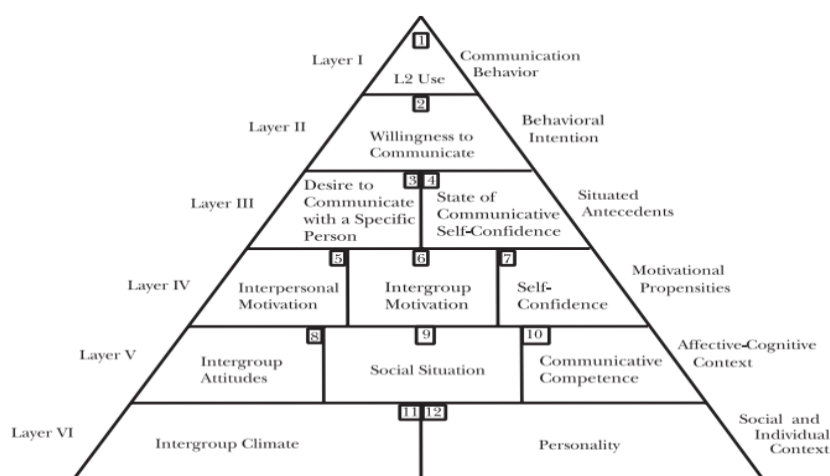 1
Layer I
Communication
Behavior
L2 Use
2
Layer II
Behavioral
Intention
Willingness to
Communicate
3
4
Layer III
Desire to
Communicate
with a Specific
Person
State of
Communicative
Self-Confidence
Situated
Antecedents
5
6
7
Layer IV
Interpersonal
Motivation
Intergroup
Motivation
Self-
Confidence
Motivational
Propensities
8
9
10
Layer V
Intergroup
Attitudes
Social Situation
Communicative
Competence
Affective-Cognitive
Context
11
12
Layer VI
Intergroup Climate
Personality
Social and
Individual
Context